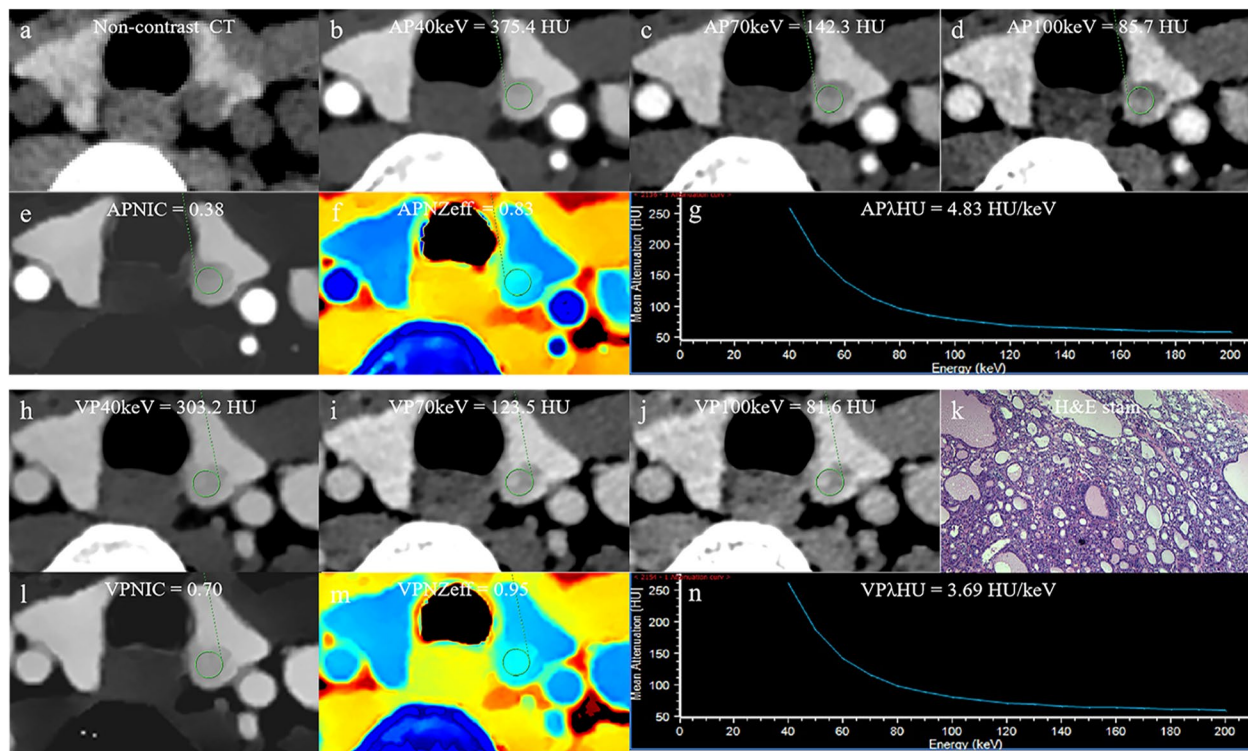 a Non-contrast CT
b AP40keV = 375.4 HU
c AP70keV = 142.3 HU
d AP100keV = 85.7 HU
e APNIC = 0.38
f APNZeff = 0.83
g APλHU = 4.83 HU/keV
Mean Attenuation (HU)
250
200
150
100
50
0 20 40 60 80 100 120 140 160 180 200
Energy (keV)
h VP40keV = 303.2 HU
i VP70keV = 123.5 HU
j VP100keV = 81.6 HU
k H&E stain
l VPNIC = 0.70
m VPNZeff = 0.95
n VPλHU = 3.69 HU/keV
Mean Attenuation (HU)
250
200
150
100
50
0 20 40 60 80 100 120 140 160 180 200
Energy (keV)